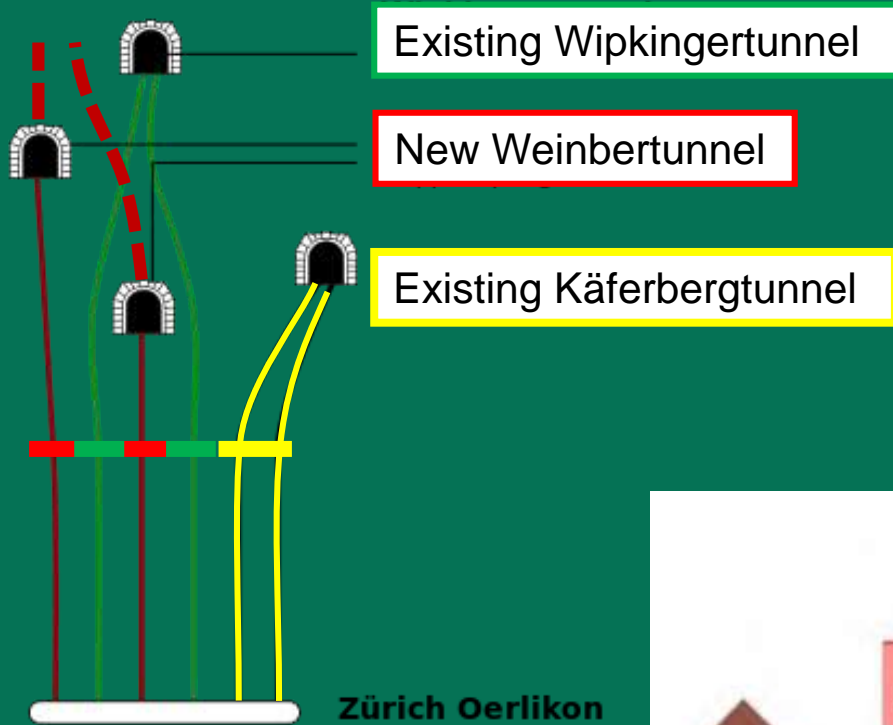 Existing Wipkingertunnel
New Weinbertunnel
Existing Käferbergtunnel
Zürich Oerlikon